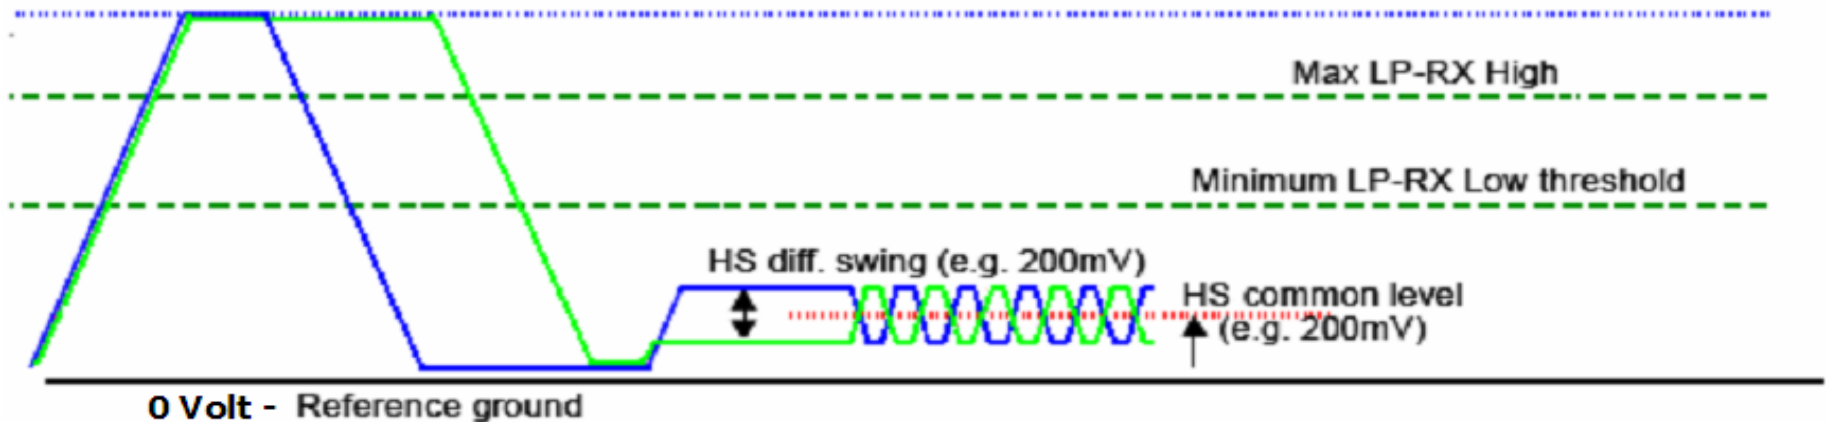 Max LP-RX High
Minimum LP-RX Low threshold
HS diff. swing (e.g. 200mV)
HS common level
(e.g. 200mV)
0 Volt - Reference ground